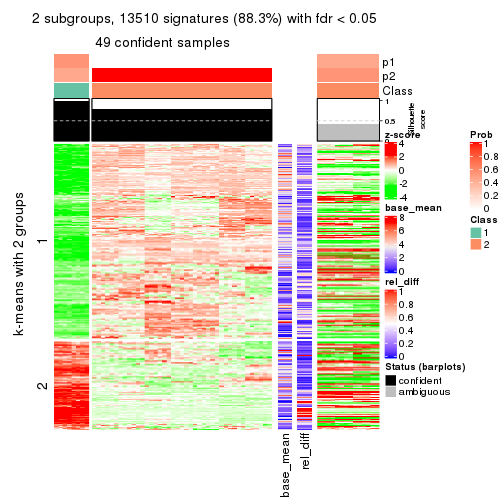 2 subgroups, 13510 signatures (88.3%) with fdr < 0.05
49 confident samples
p1
p2
Class
1
0.5
0
Silhouette
score
k-means with 2 groups
1
2
base_mean
rel_diff
z-score
4
2
0
-2
-4
base_mean
8
6
4
2
0
rel_diff
1
0.8
0.6
0.4
0.2
0
Status (barplots)
confident
ambiguous
Prob
1
0.8
0.6
0.4
0.2
0
Class
1
2